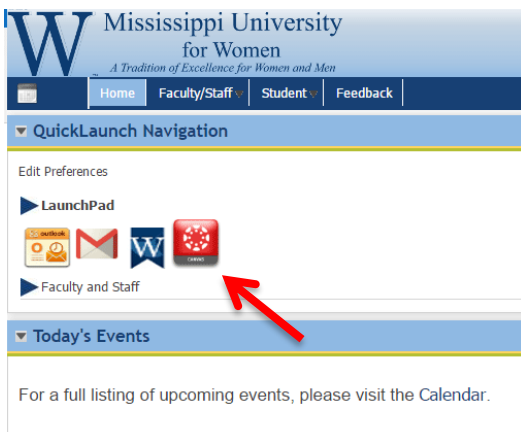 W Mississippi University
for Women
A Tradition of Excellence for Women and Men
Home Faculty/Staff Student Feedback
QuickLaunch Navigation
Edit Preferences
LaunchPad
outlook
W
CANVAS
Faculty and Staff
Today's Events
For a full listing of upcoming events, please visit the Calendar.